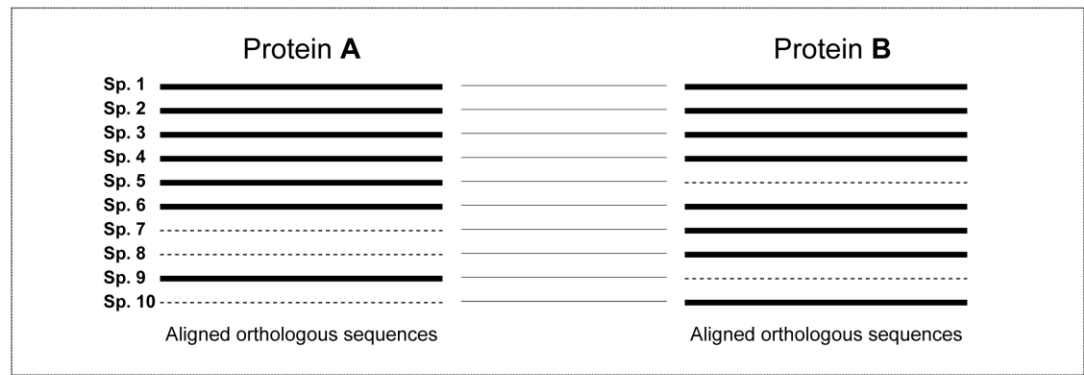 Protein A
Protein B
Sp. 1
Sp. 2
Sp. 3
Sp. 4
Sp. 5
Sp. 6
Sp. 7
Sp. 8
Sp. 9
Sp. 10
Aligned orthologous sequences
Aligned orthologous sequences